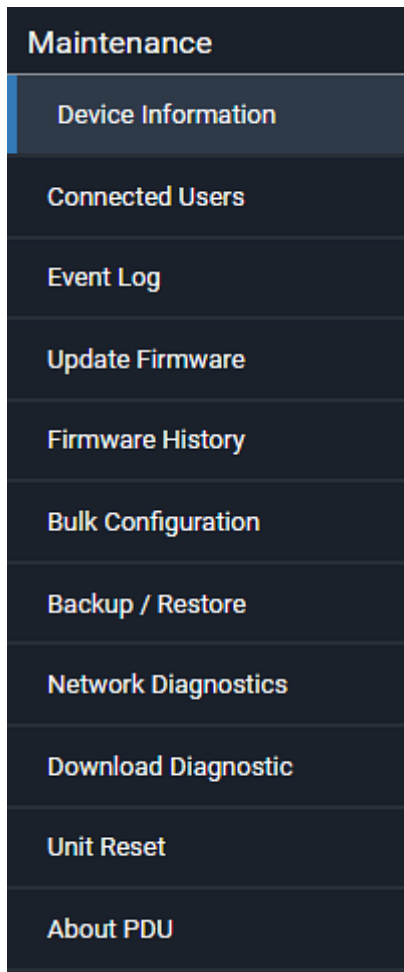 Maintenance
Device Information
Connected Users
Event Log
Update Firmware
Firmware History
Bulk Configuration
Backup / Restore
Network Diagnostics
Download Diagnostic
Unit Reset
About PDU